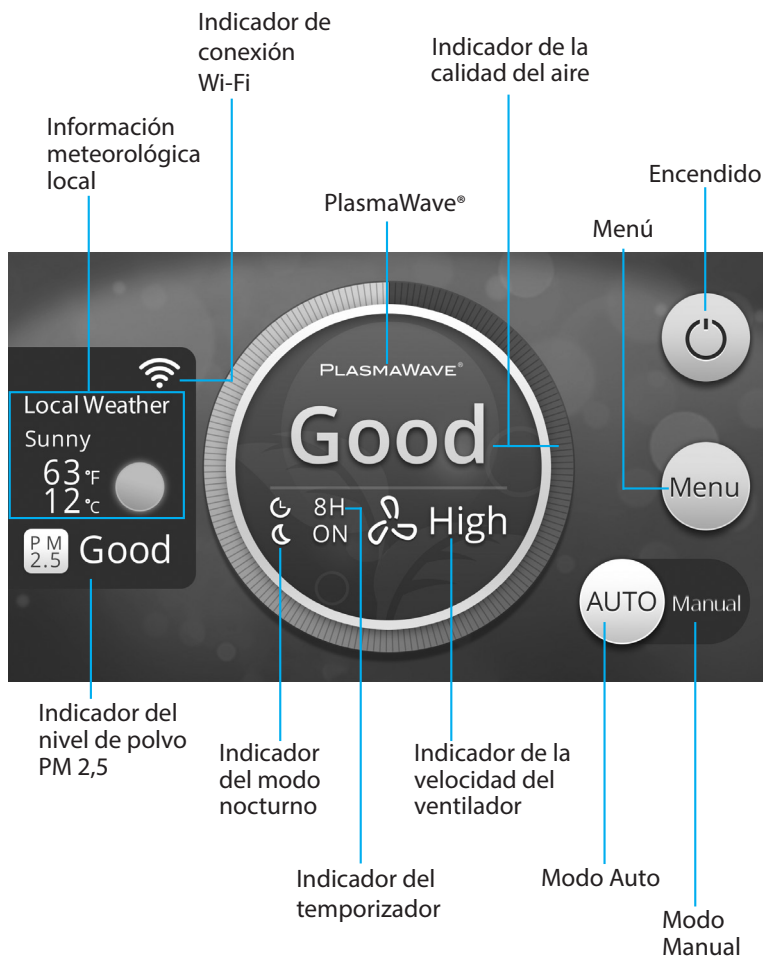 Indicador de
conexión
Wi-Fi
Indicador de la
calidad del aire
Información
meteorológica
local
PlasmaWave®
Encendido
Menú
PLASMAWAVE®
Local Weather
Sunny
63°F
12°C
PM
2.5
Good
Good
8H
ON
High
Menu
AUTO
Manual
Indicador del
nivel de polvo
PM 2,5
Indicador
del modo
nocturno
Indicador de la
velocidad del
ventilador
Indicador del
temporizador
Modo Auto
Modo
Manual